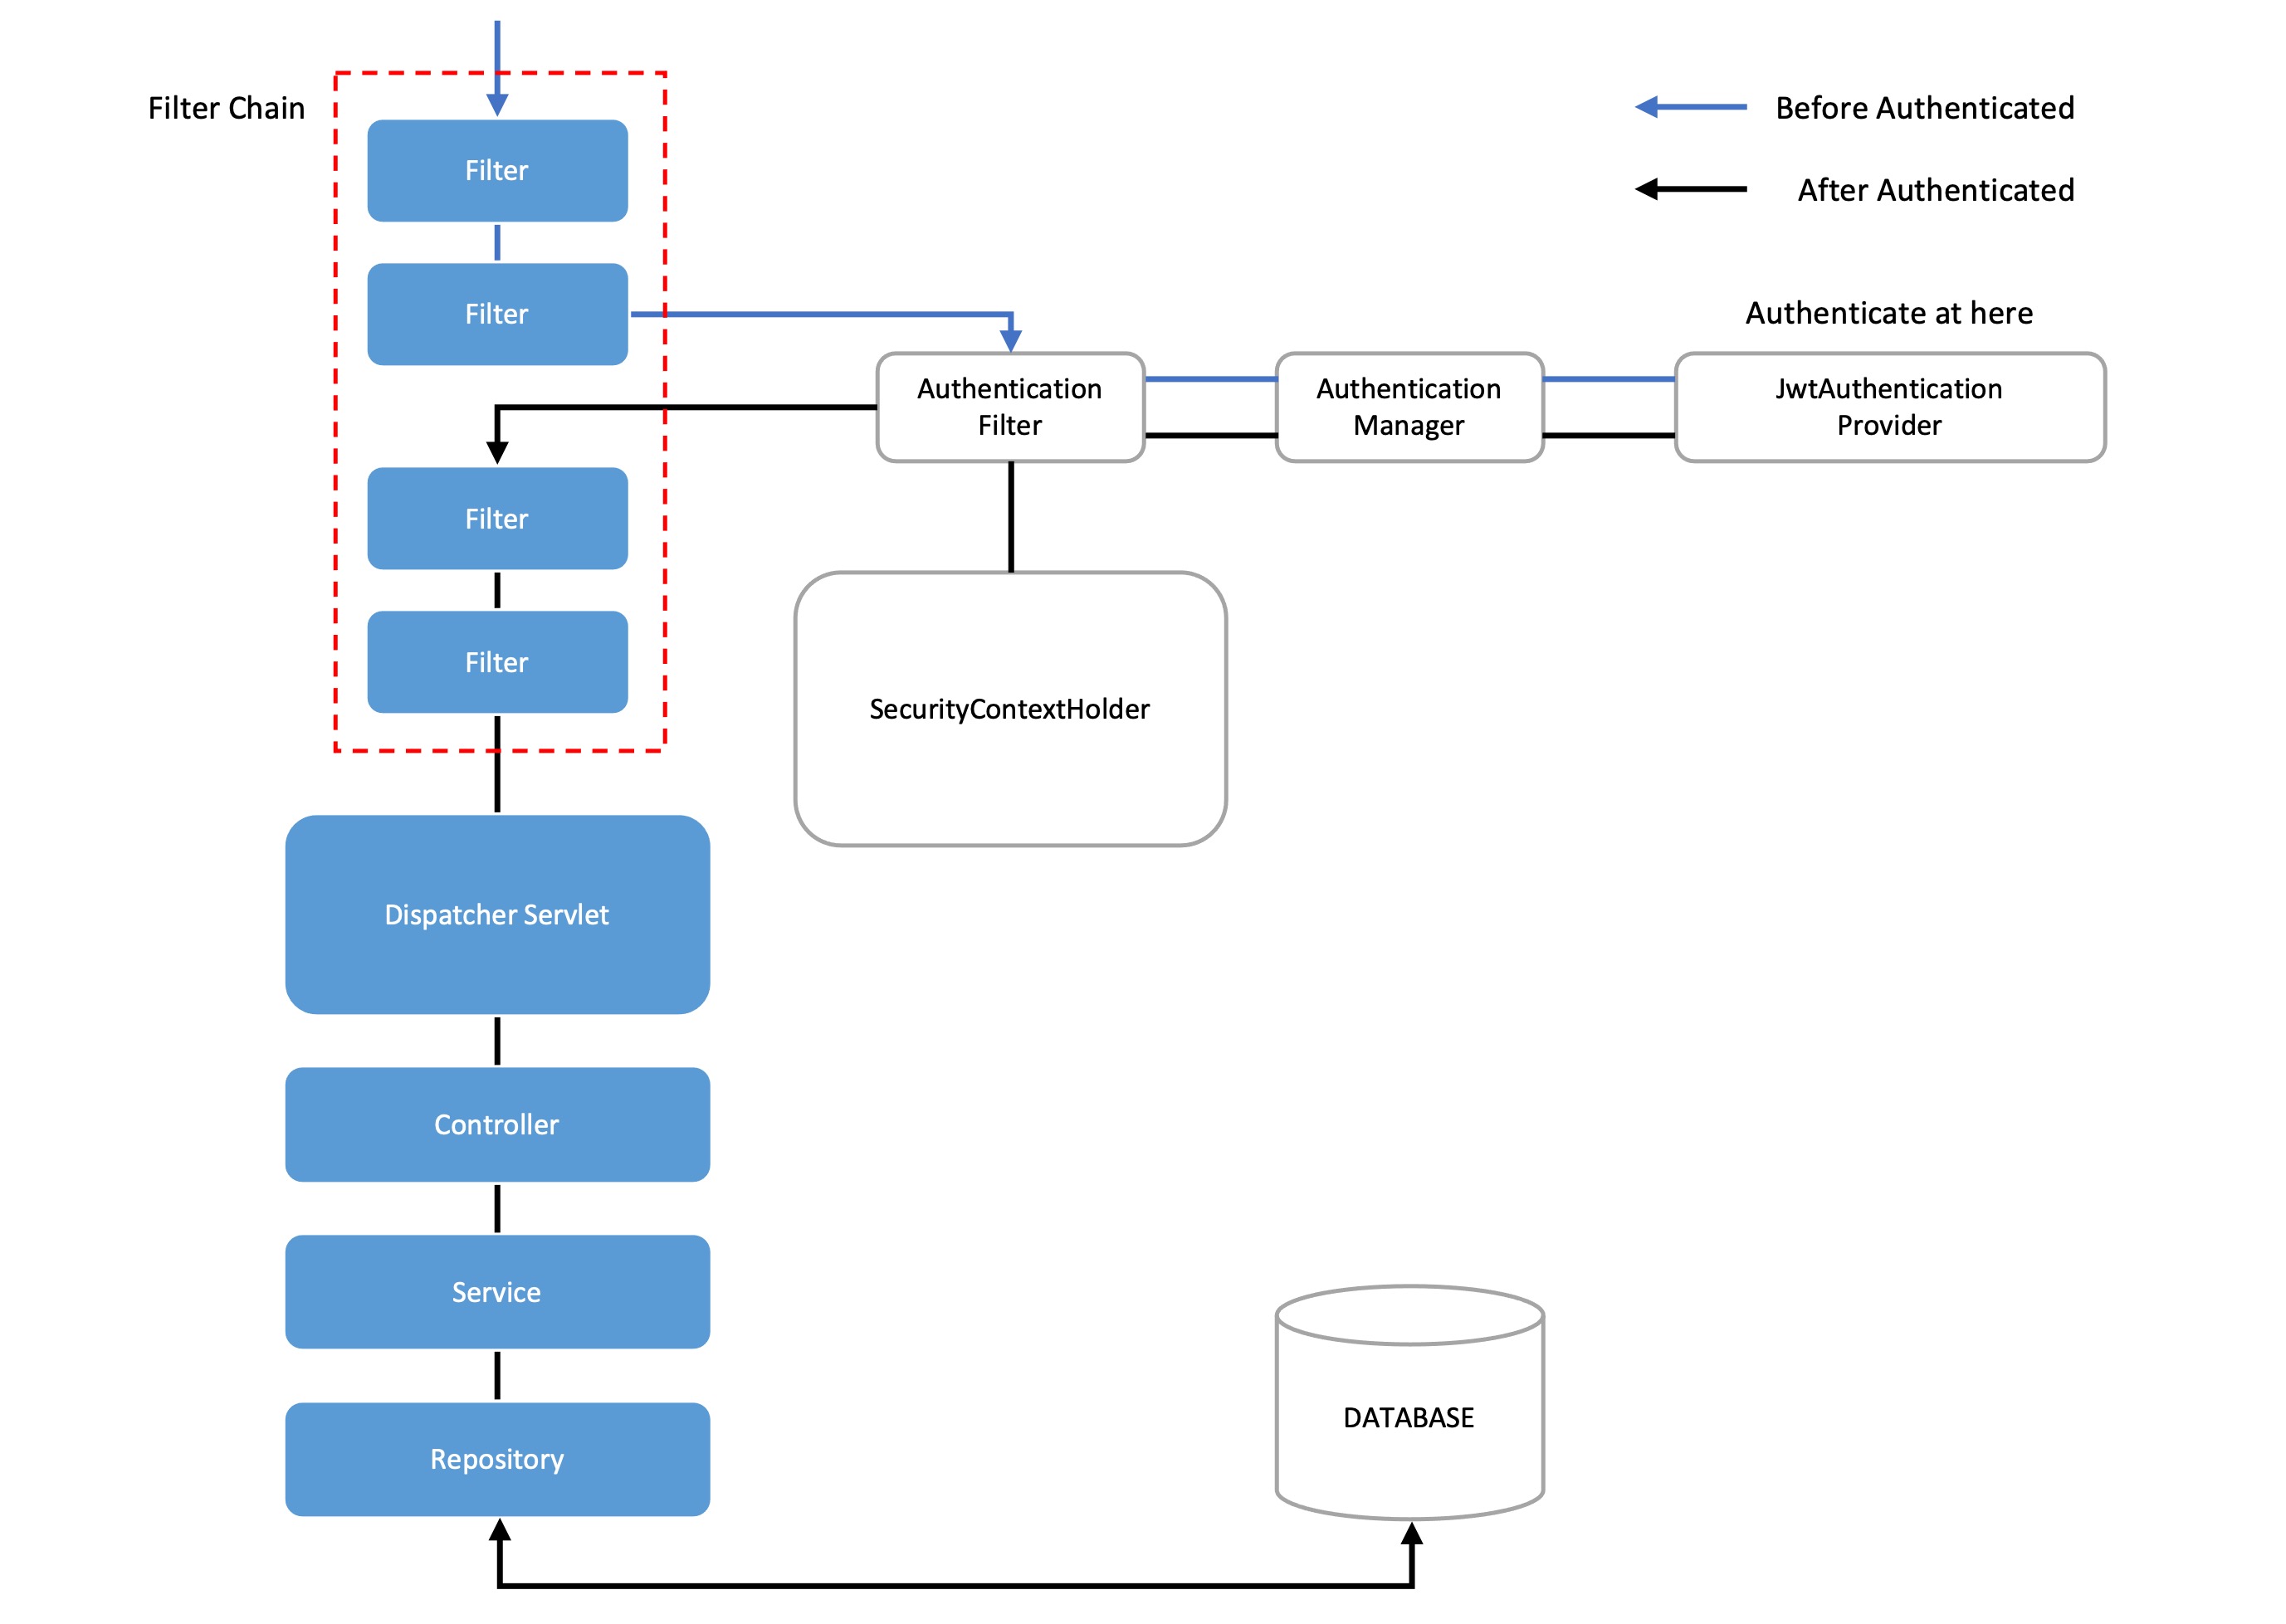 Filter Chain
Before Authenticated
After Authenticated
Filter
Filter
Authenticate at here
Authentication
Filter
Authentication
Manager
JwtAuthentication
Provider
Filter
Filter
SecurityContextHolder
Dispatcher Servlet
Controller
Service
Repository
DATABASE